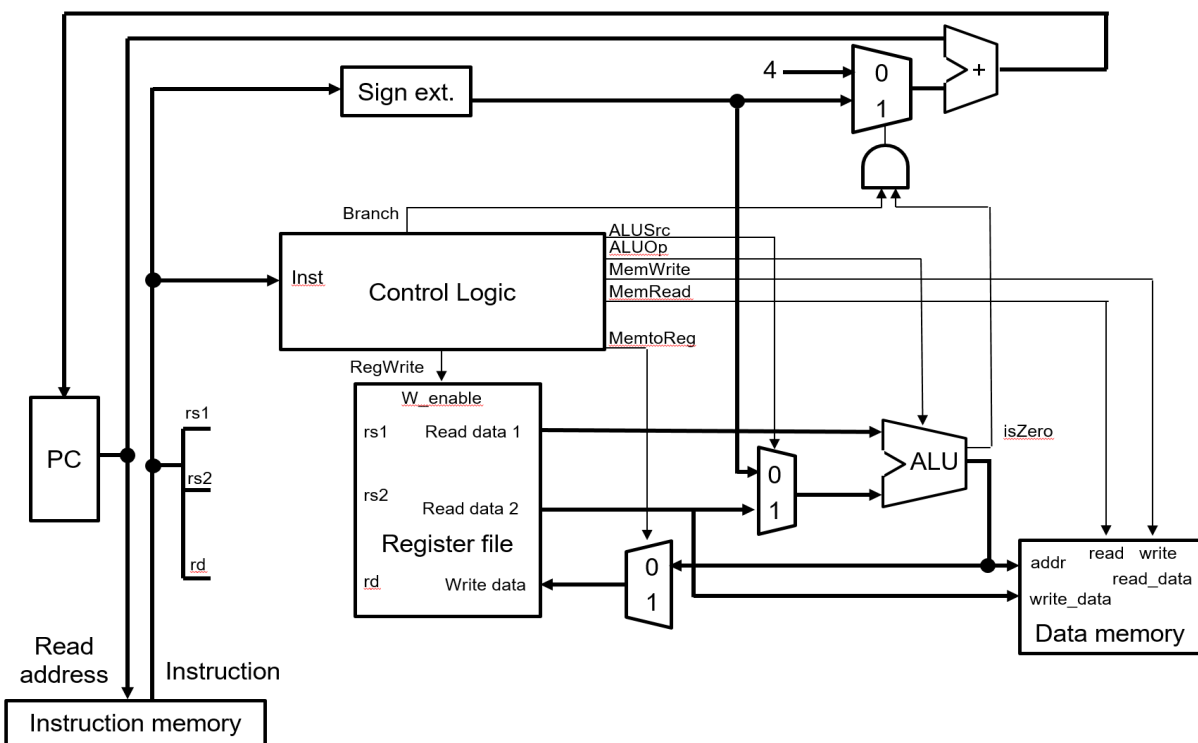 4
0
1
+
Sign ext.
Branch
ALUSrc
ALUOp
MemWrite
MemRead
MemtoReg
Inst
Control Logic
RegWrite
W_enable
rs1
rs2
rd
Read data 1
Read data 2
Register file
Write data
rs1
rs2
rd
PC
0
1
0
1
ALU
isZero
addr
read
write
read_data
write_data
Data memory
Read
address
Instruction
Instruction memory